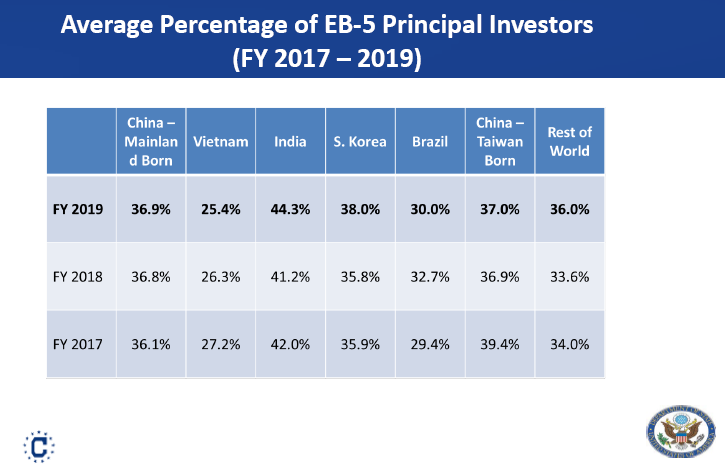 Average Percentage of EB-5 Principal Investors
(FY 2017 – 2019)
China –
Mainlan
d Born
Vietnam
India
S. Korea
Brazil
China –
Taiwan
Born
Rest of
World
FY 2019 36.9% 25.4% 44.3% 38.0% 30.0% 37.0% 36.0%
FY 2018 36.8% 26.3% 41.2% 35.8% 32.7% 36.9% 33.6%
FY 2017 36.1% 27.2% 42.0% 35.9% 29.4% 39.4% 34.0%
C